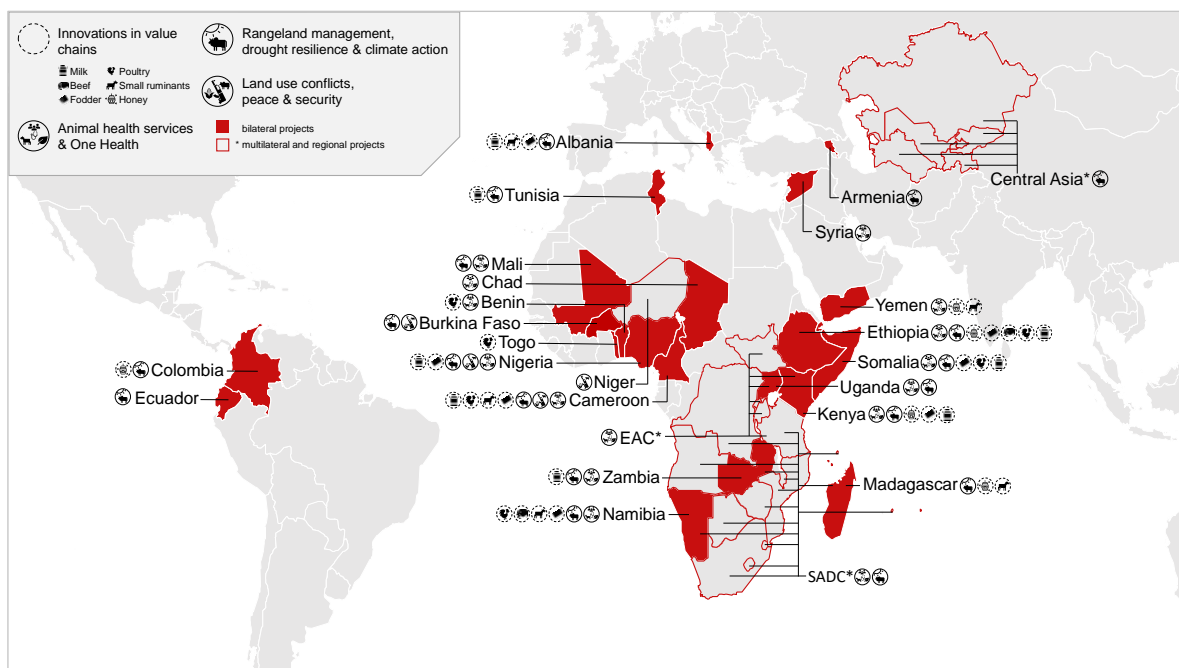 Innovations in value
chains
Milk
Poultry
Beef
Small ruminants
Fodder
Honey
Animal health services
& One Health
Rangeland management,
drought resilience & climate action
Land use conflicts,
peace & security
bilateral projects
* multilateral and regional projects
Albania
Tunisia
Central Asia*
Armenia
Syria
Mali
Chad
Benin
Burkina Faso
Togo
Nigeria
Niger
Cameroon
Yemen
Ethiopia
Somalia
Uganda
Kenya
Colombia
Ecuador
EAC*
Zambia
Namibia
Madagascar
SADC*